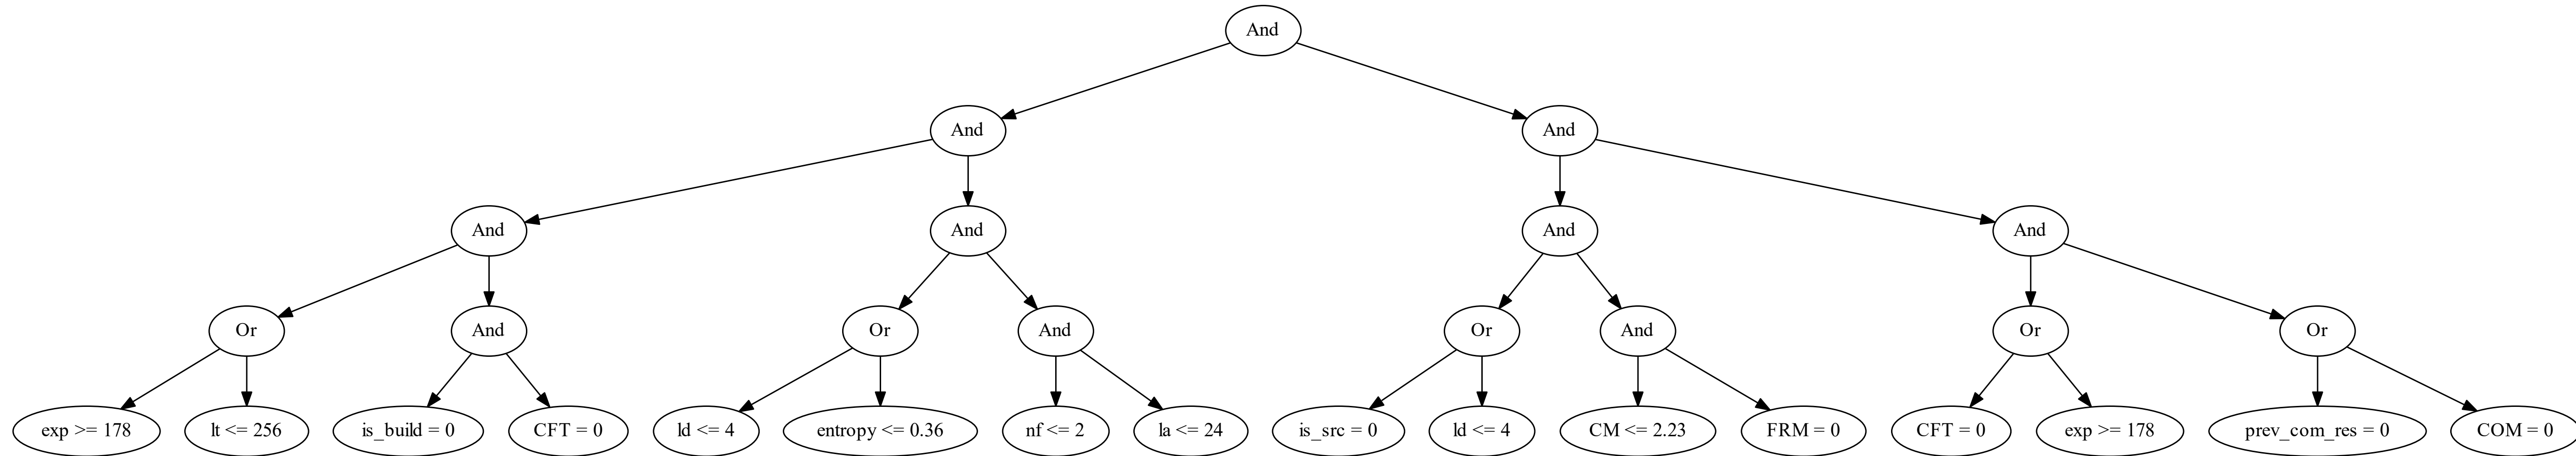 And
And
And
And
And
And
And
Or
And
Or
And
Or
And
Or
Or
exp >= 178
lt <= 256
is_build = 0
CFT = 0
ld <= 4
entropy <= 0.36
nf <= 2
la <= 24
is_src = 0
ld <= 4
CM <= 2.23
FRM = 0
CFT = 0
exp >= 178
prev_com_res = 0
COM = 0